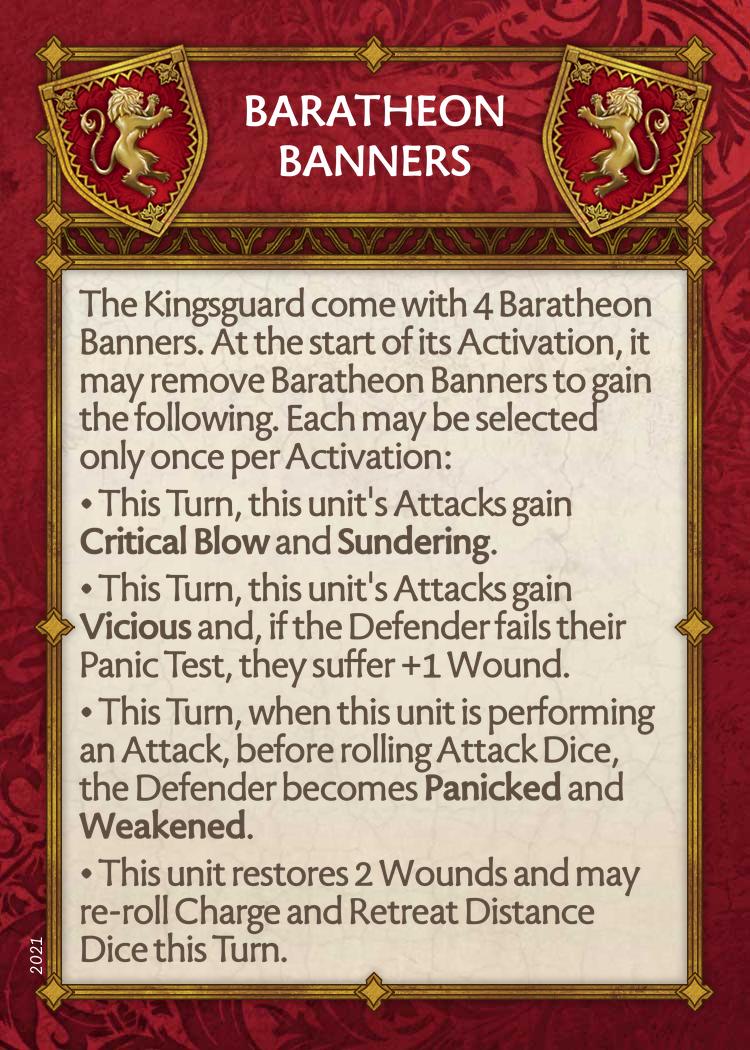 BARATHEON
BANNERS
The Kingsguard come with 4 Baratheon
Banners. At the start of its Activation, it
may remove Baratheon Banners to gain
the following. Each may be selected
only once per Activation:
• This Turn, this unit's Attacks gain
Critical Blow and Sundering.
• This Turn, this unit's Attacks gain
Vicious and, if the Defender fails their
Panic Test, they suffer +1 Wound.
• This Turn, when this unit is performing
an Attack, before rolling Attack Dice,
the Defender becomes Panicked and
Weakened.
• This unit restores 2 Wounds and may
re-roll Charge and Retreat Distance
Dice this Turn.
2021